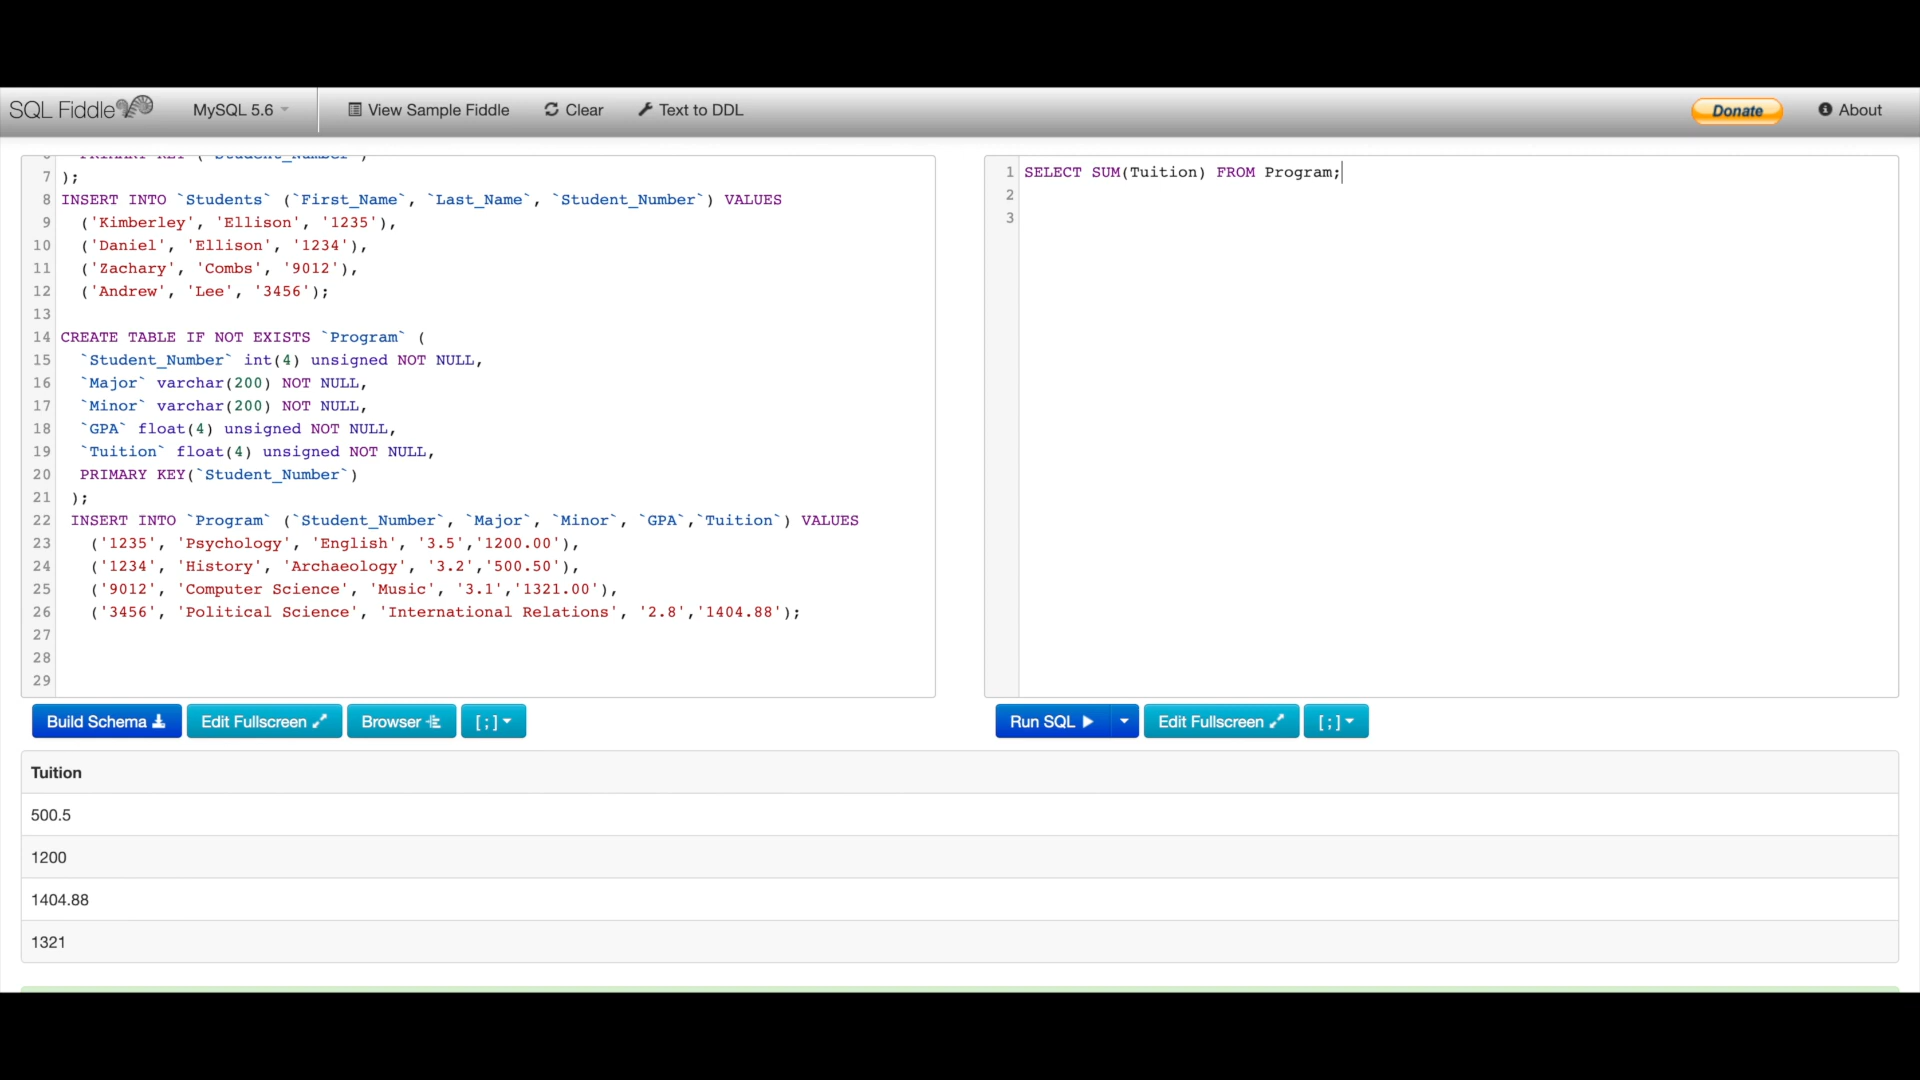 SQL Fiddle MySQL 5.6 View Sample Fiddle Clear Text to DDL Donate About
6 PRIMARY KEY (`Student_Number`)
7 );
8 INSERT INTO `Students` (`First_Name`, `Last_Name`, `Student_Number`) VALUES
9 ('Kimberley', 'Ellison', '1235'),
10 ('Daniel', 'Ellison', '1234'),
11 ('Zachary', 'Combs', '9012'),
12 ('Andrew', 'Lee', '3456');
13
14 CREATE TABLE IF NOT EXISTS `Program` (
15 `Student_Number` int(4) unsigned NOT NULL,
16 `Major` varchar(200) NOT NULL,
17 `Minor` varchar(200) NOT NULL,
18 `GPA` float(4) unsigned NOT NULL,
19 `Tuition` float(4) unsigned NOT NULL,
20 PRIMARY KEY(`Student_Number`)
21 );
22 INSERT INTO `Program` (`Student_Number`, `Major`, `Minor`, `GPA`,`Tuition`) VALUES
23 ('1235', 'Psychology', 'English', '3.5','1200.00'),
24 ('1234', 'History', 'Archaeology', '3.2','500.50'),
25 ('9012', 'Computer Science', 'Music', '3.1','1321.00'),
26 ('3456', 'Political Science', 'International Relations', '2.8','1404.88');
27
28
29
1 SELECT SUM(Tuition) FROM Program;
2
3
Build Schema Edit Fullscreen Browser [ ; ]
Run SQL Edit Fullscreen [ ; ]
Tuition
500.5
1200
1404.88
1321